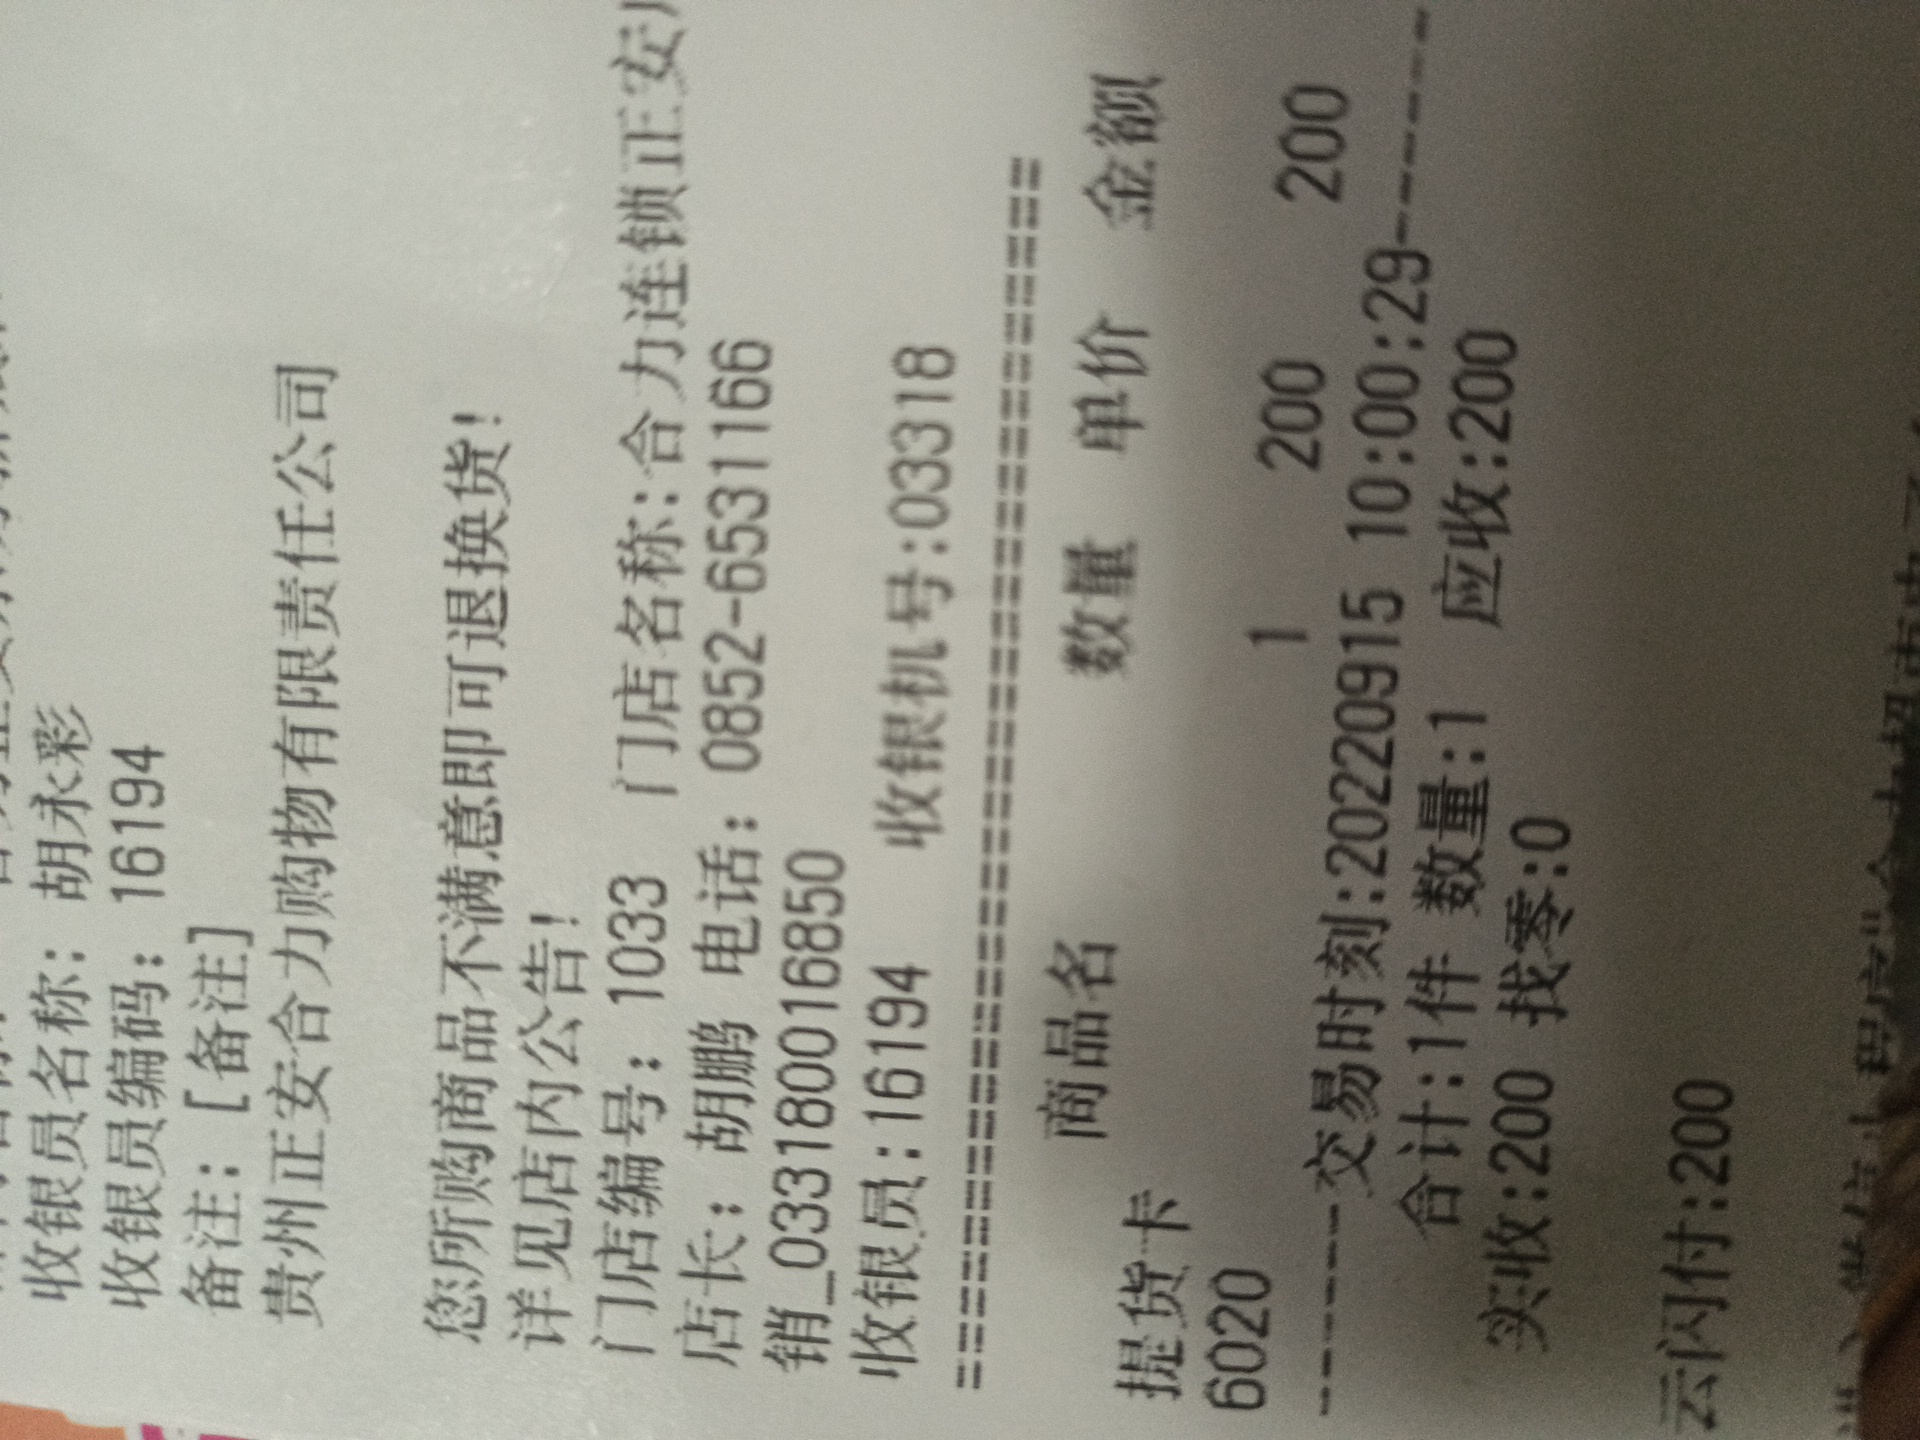 收银员名称: 胡永彩
收银员编码: 16194
备注: [备注]
贵州正安合力购物有限责任公司
您所购商品不满意即可退换货!
详见店内公告!
门店编号: 1033 门店名称:合力连锁正安
店长: 胡鹏 电话: 0852-6531166
销_033180016850
收银员:16194 收银机号:03318
商品名 数量 单价 金额
提货卡
6020 1 200 200
--------交易时刻:20220915 10:00:29--------
合计:1件 数量:1 应收:200
实收:200 找零:0
云闪付:200